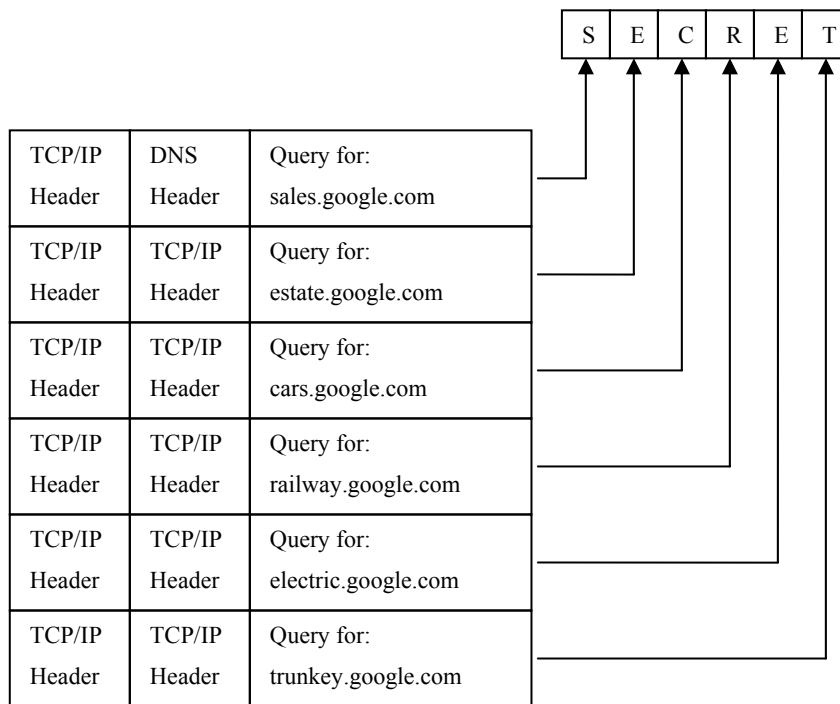 S E C R E T
TCP/IP DNS Query for:
Header Header sales.google.com
TCP/IP TCP/IP Query for:
Header Header estate.google.com
TCP/IP TCP/IP Query for:
Header Header cars.google.com
TCP/IP TCP/IP Query for:
Header Header railway.google.com
TCP/IP TCP/IP Query for:
Header Header electric.google.com
TCP/IP TCP/IP Query for:
Header Header trunkey.google.com